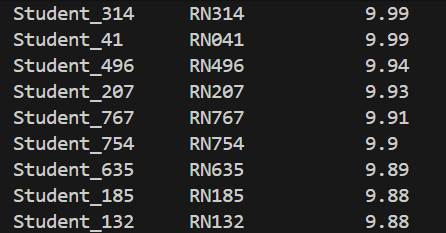 Student_314 RN314 9.99
Student_41 RN041 9.99
Student_496 RN496 9.94
Student_207 RN207 9.93
Student_767 RN767 9.91
Student_754 RN754 9.9
Student_635 RN635 9.89
Student_185 RN185 9.88
Student_132 RN132 9.88